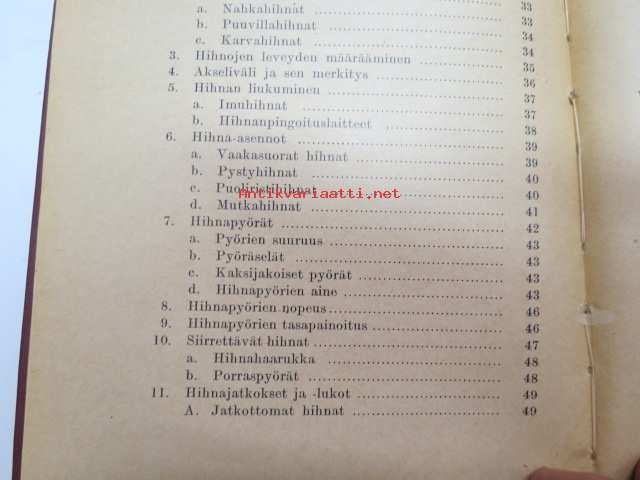 a. Nahkahihnat 33
b. Puuvillahihnat 33
c. Karvahihnat 34
3. Hihnojen leveyden määrääminen 34
4. Akseliväli ja sen merkitys 35
5. Hihnan liukuminen 36
a. Imuhihnat 37
b. Hihnanpingoituslaitteet 37
6. Hihna-asennot 38
a. Vaakasuorat hihnat 39
b. Pystyhihnat 39
c. Puoliristihihnat 40
Antikvariaatti.net
d. Mutkahihnat 40
7. Hihnapyörät 41
a. Pyörien suuruus 42
b. Pyöräselät 43
c. Kaksijakoiset pyörät 43
d. Hihnapyörien aine 43
8. Hihnapyörien nopeus 43
9. Hihnapyörien tasapainoitus 46
10. Siirrettävät hihnat 46
a. Hihnahaarukka 47
b. Porraspyörät 48
11. Hihnajatkokset ja -lukot 48
A. Jatkottomat hihnat 49
49